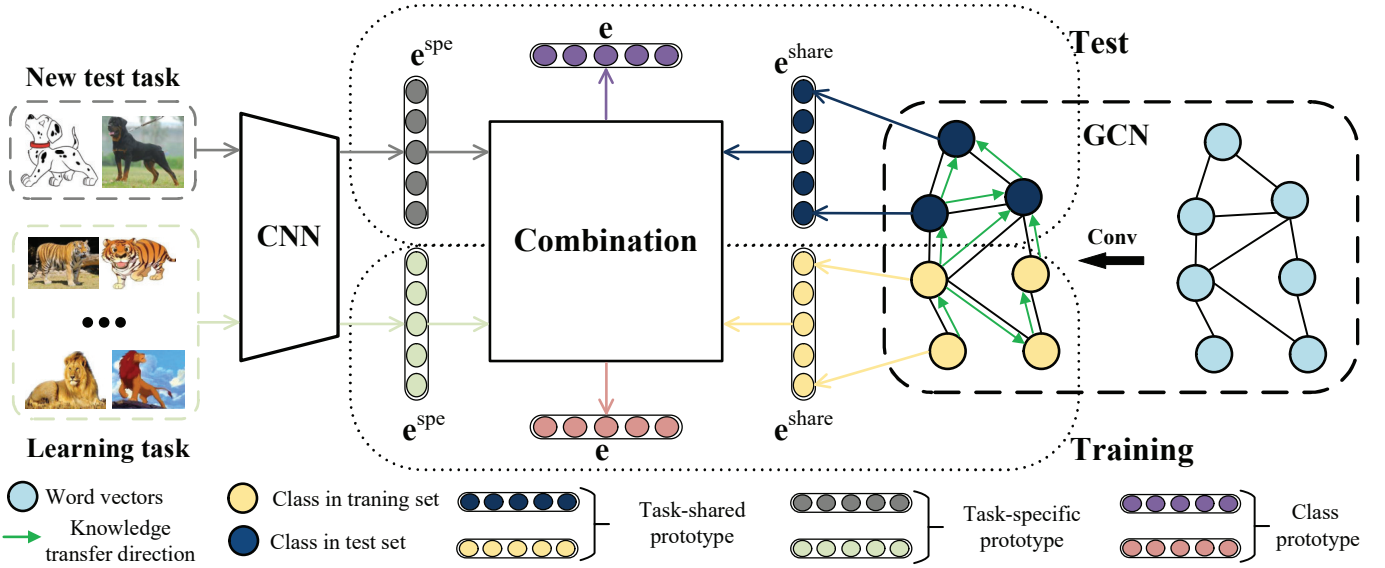 New test task
Learning task
CNN
e^spe
e
e^share
Test
Combination
e^spe
e
e^share
Training
GCN
Conv
Word vectors
Knowledge
transfer direction
Class in traning set
Class in test set
Task-shared
prototype
Task-specific
prototype
Class
prototype